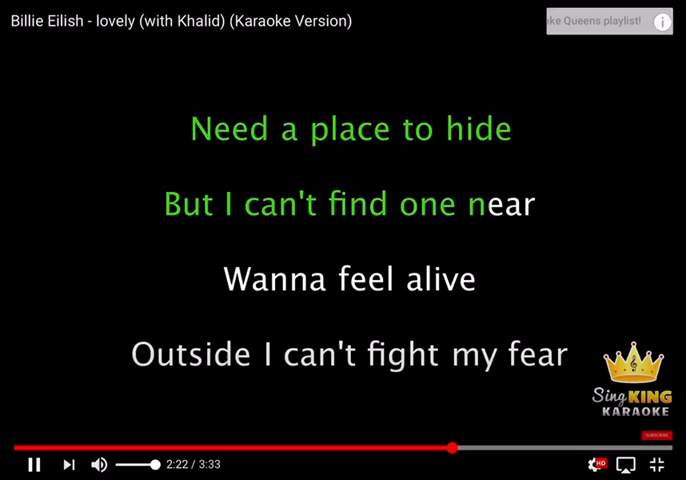 Billie Eilish - lovely (with Khalid) (Karaoke Version)
ke Queens playlist!
i
Need a place to hide
But I can't find one near
Wanna feel alive
Outside I can't fight my fear
Sing KING
KARAOKE
SUBSCRIBE
2:22 / 3:33
HD